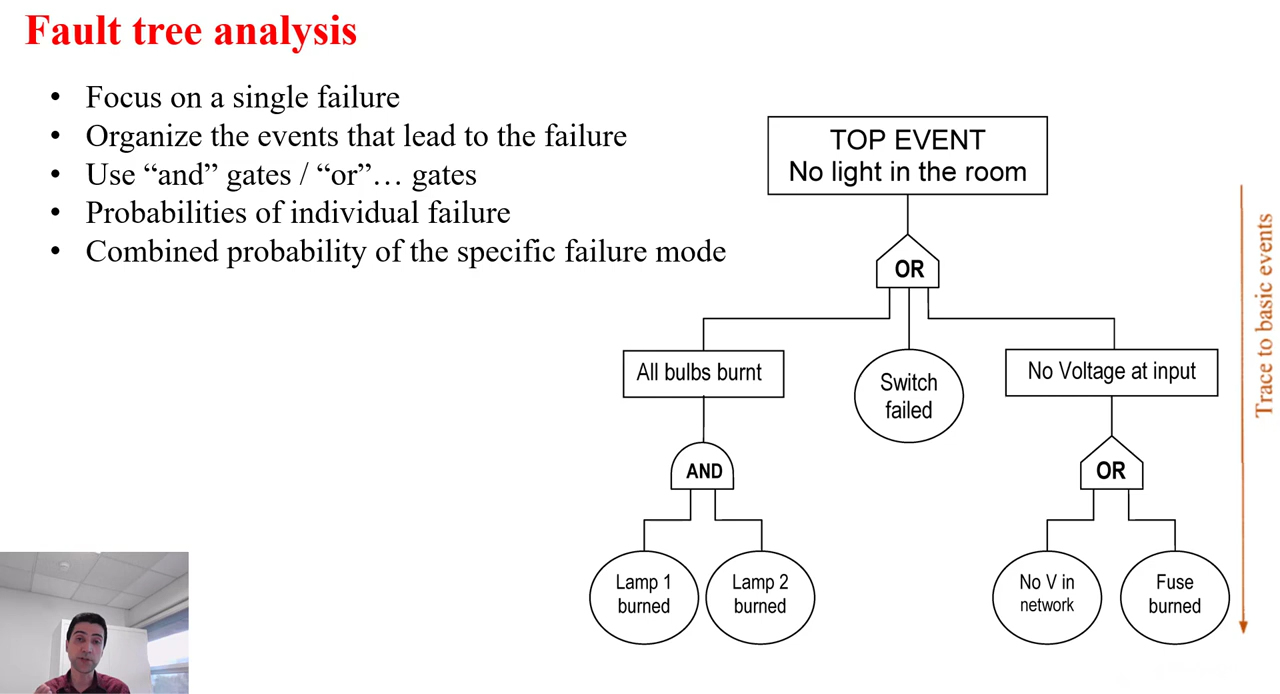 Fault tree analysis
• Focus on a single failure
• Organize the events that lead to the failure
• Use “and” gates / “or”… gates
• Probabilities of individual failure
• Combined probability of the specific failure mode
TOP EVENT
No light in the room
OR
All bulbs burnt
Switch
failed
No Voltage at input
AND
OR
Lamp 1
burned
Lamp 2
burned
No V in
network
Fuse
burned
Trace to basic events